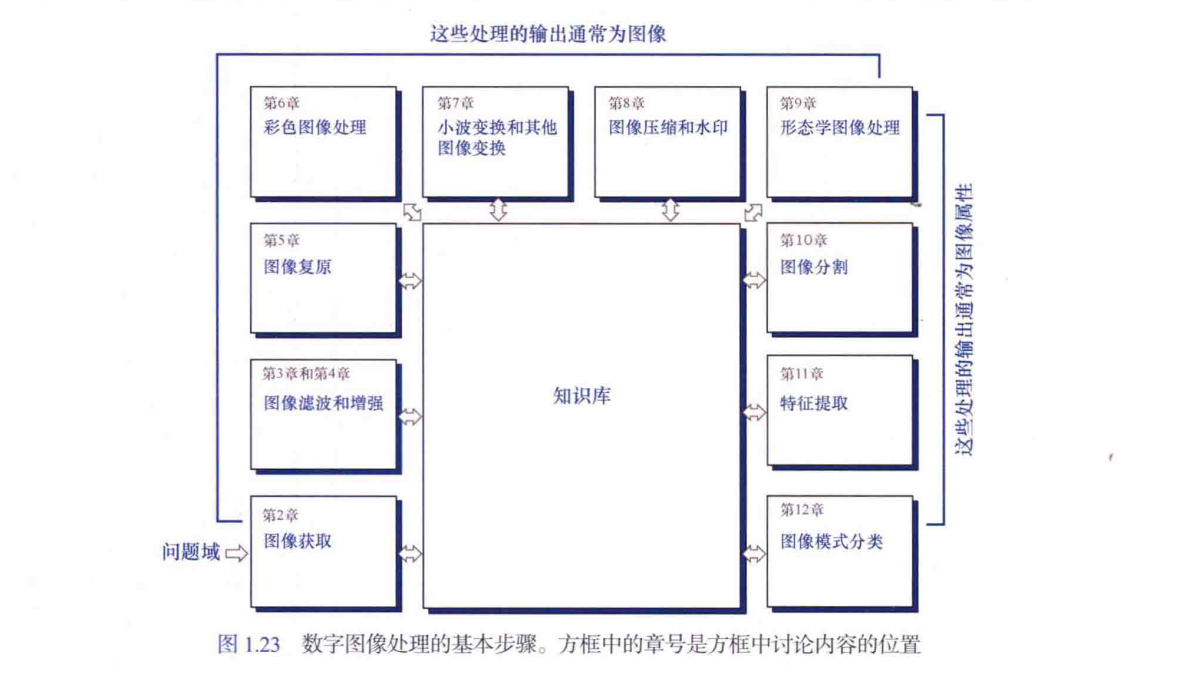 这些处理的输出通常为图像
第6章
彩色图像处理
第7章
小波变换和其他
图像变换
第8章
图像压缩和水印
第9章
形态学图像处理
第5章
图像复原
第10章
图像分割
第3章和第4章
图像滤波和增强
知识库
第11章
特征提取
第2章
图像获取
第12章
图像模式分类
问题域
这些处理的输出通常为图像属性
图 1.23 数字图像处理的基本步骤。方框中的章号是方框中讨论内容的位置